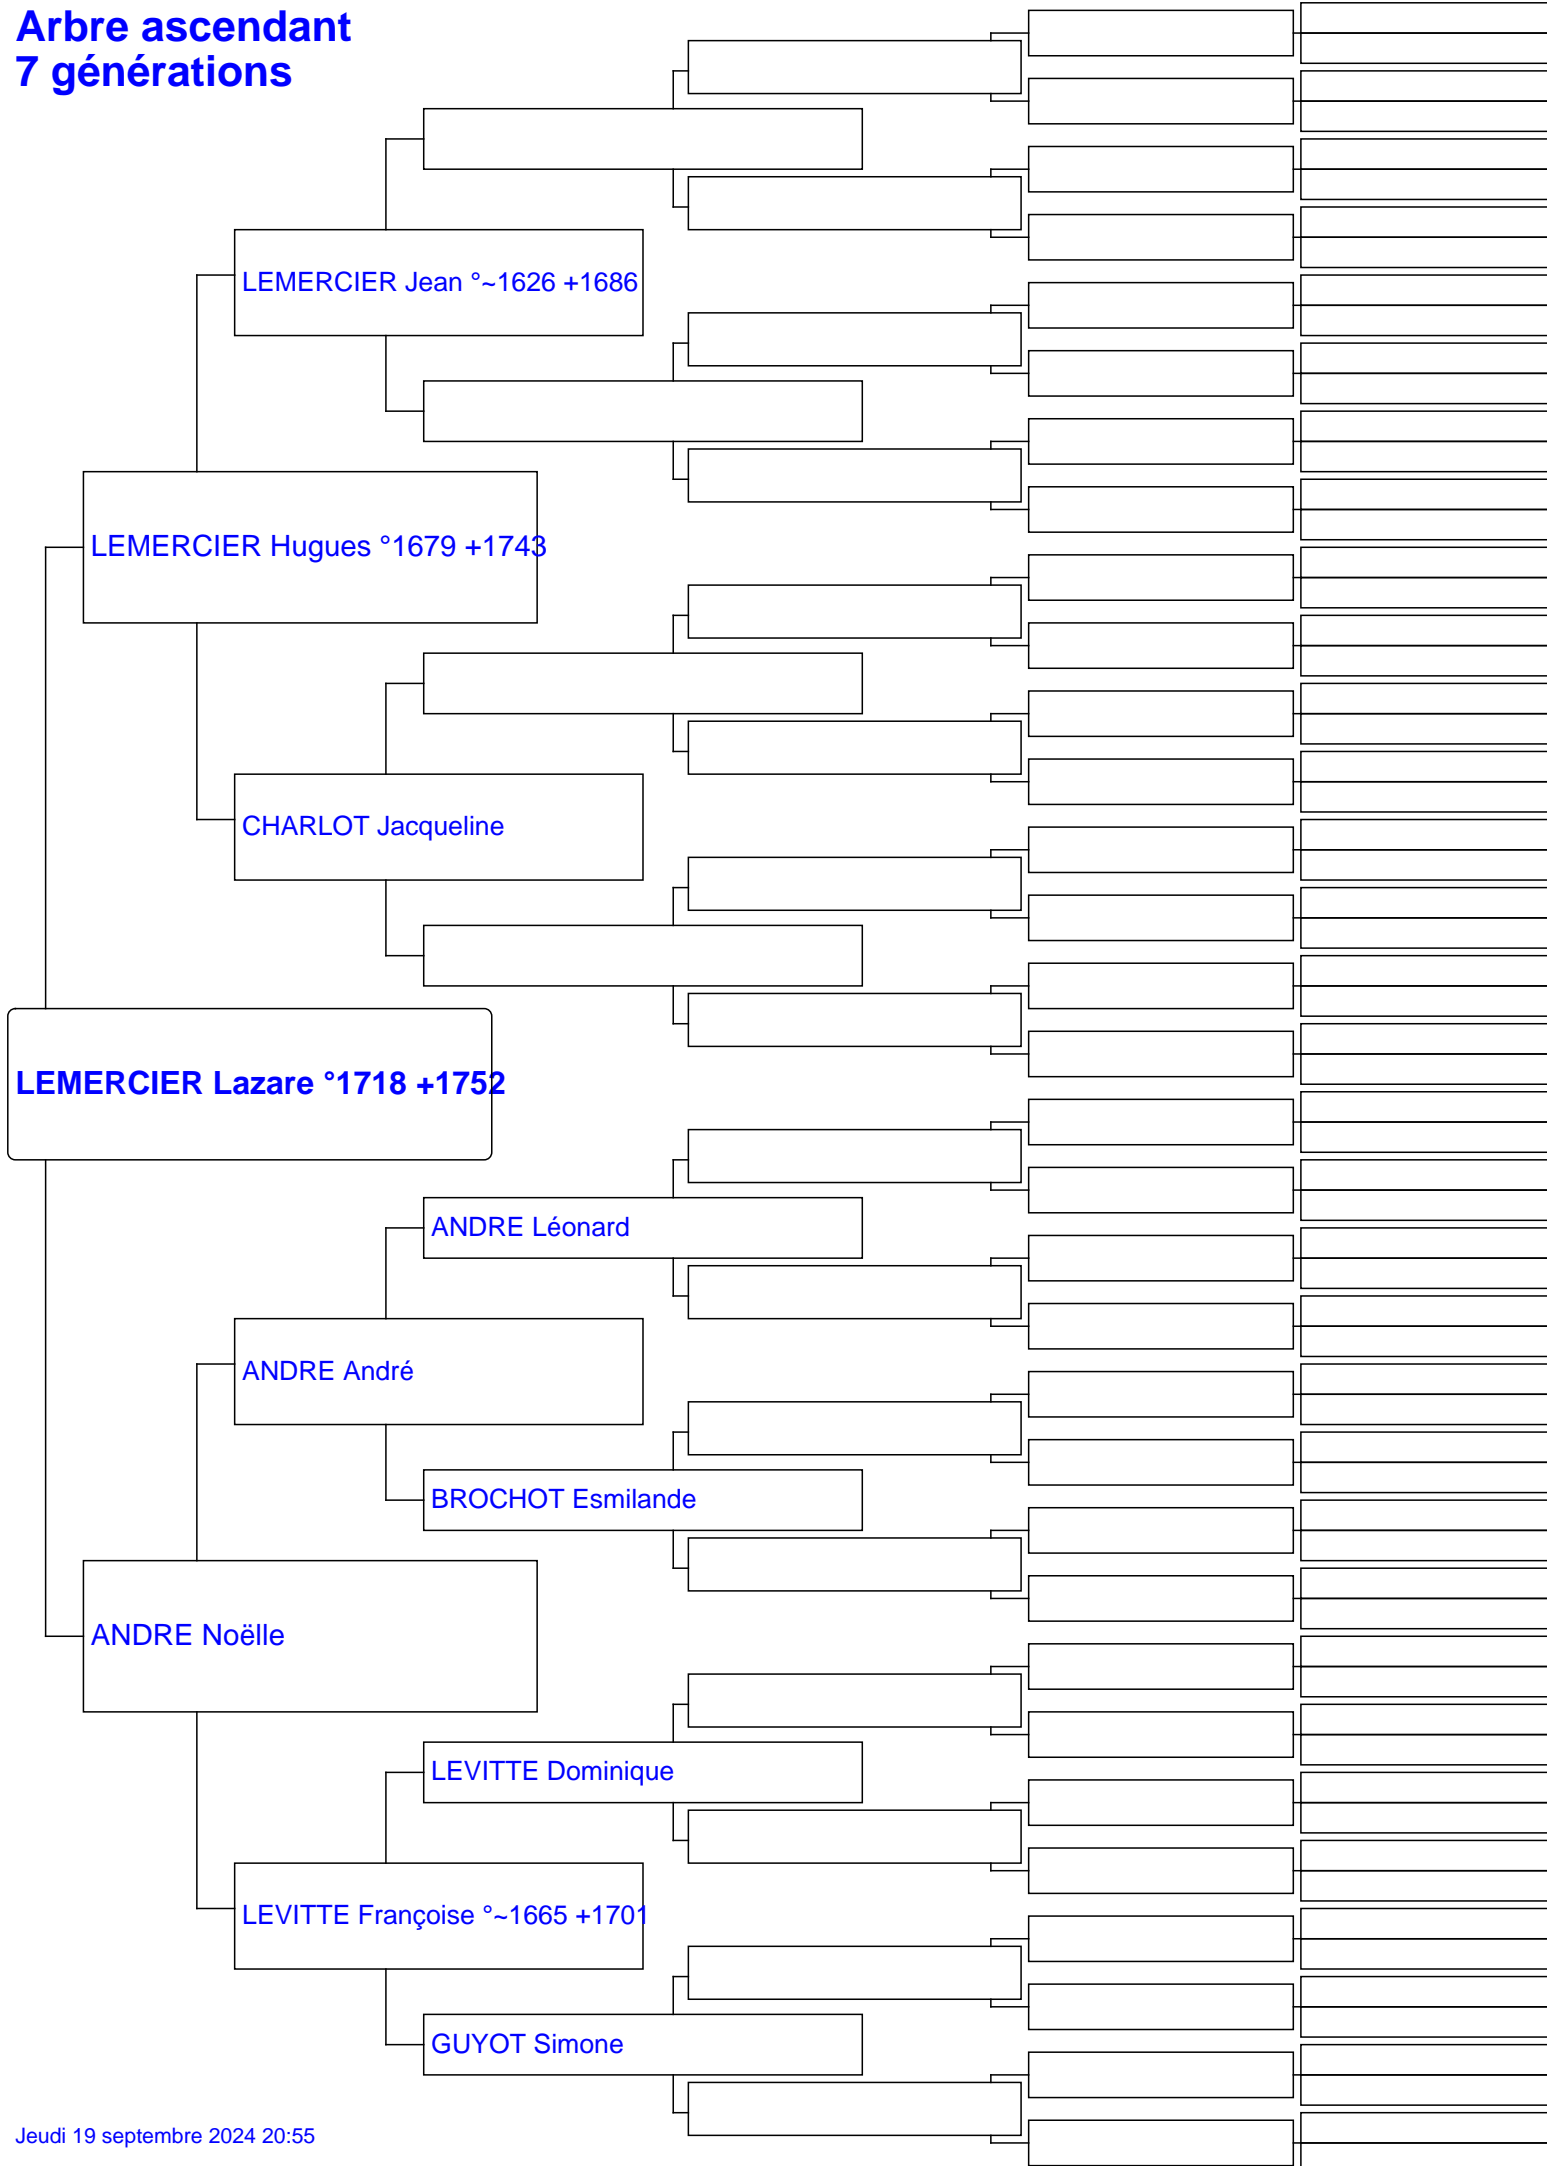 Arbre ascendant
7 générations
LEMERCIER Jean °~1626 +1686
LEMERCIER Hugues °1679 +1743
CHARLOT Jacqueline
LEMERCIER Lazare °1718 +1752
ANDRE Léonard
ANDRE André
BROCHOT Esmilande
ANDRE Noëlle
LEVITTE Dominique
LEVITTE Françoise °~1665 +1701
GUYOT Simone
Jeudi 19 septembre 2024 20:55